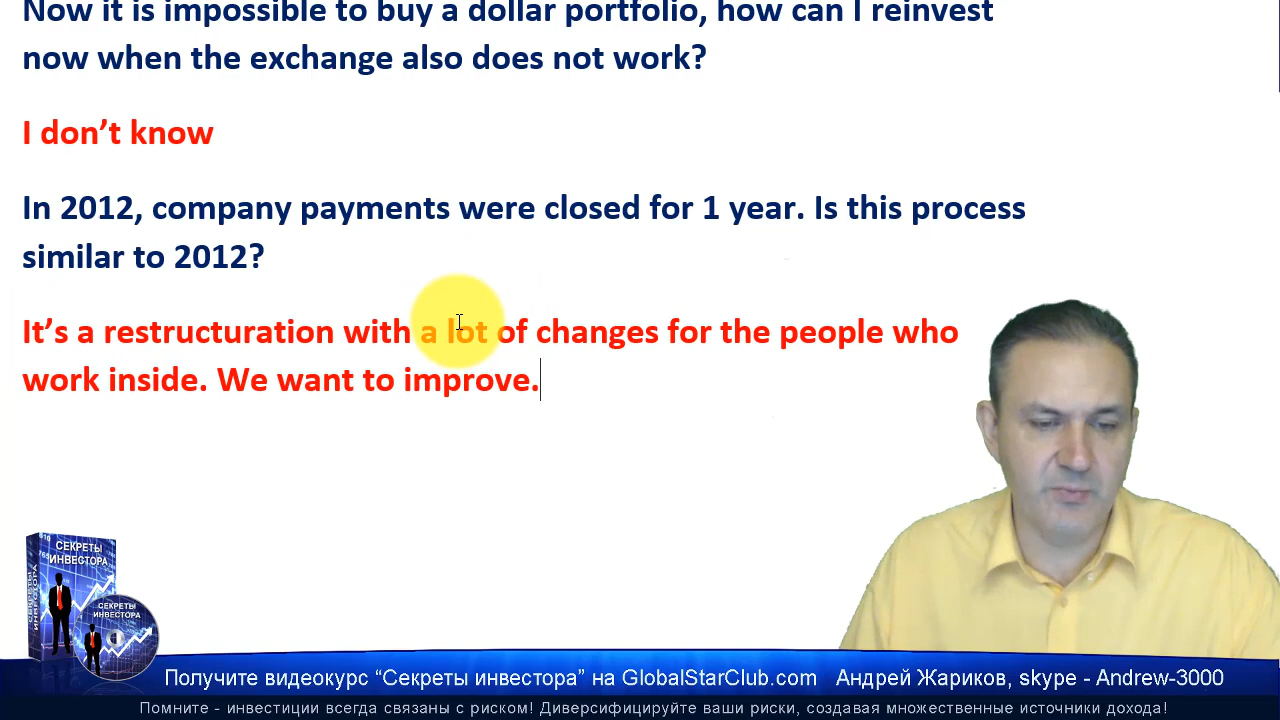 Now it is impossible to buy a dollar portfolio, how can I reinvest
now when the exchange also does not work?
I don’t know
In 2012, company payments were closed for 1 year. Is this process
similar to 2012?
It’s a restructuration with a lot of changes for the people who
work inside. We want to improve.
СЕКРЕТЫ
ИНВЕСТОРА
СЕКРЕТЫ
ИНВЕСТОРА
Получите видеокурс “Секреты инвестора” на GlobalStarClub.com Андрей Жариков, skype - Andrew-3000
Помните - инвестиции всегда связаны с риском! Диверсифицируйте ваши риски, создавая множественные источники дохода!